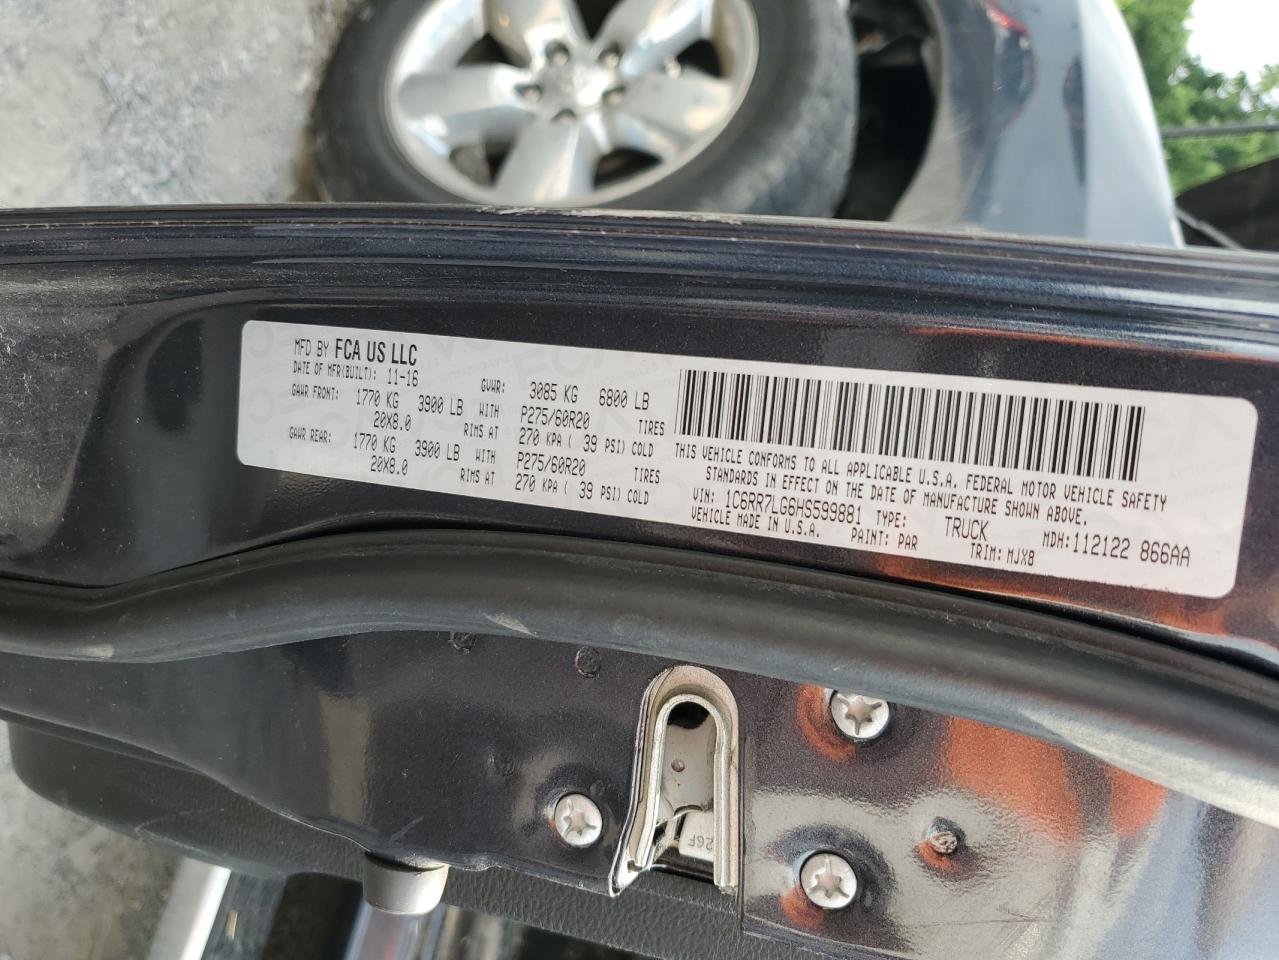 MFD BY FCA US LLC
DATE OF MFR(BUILT): 11-16 GVWR: 3085 KG 6800 LB
GAWR FRONT: 1770 KG 3900 LB WITH P275/60R20 TIRES
20X8.0 RIMS AT 270 KPA ( 39 PSI) COLD
GAWR REAR: 1770 KG 3900 LB WITH P275/60R20 TIRES
20X8.0 RIMS AT 270 KPA ( 39 PSI) COLD
THIS VEHICLE CONFORMS TO ALL APPLICABLE U.S.A. FEDERAL MOTOR VEHICLE SAFETY
STANDARDS IN EFFECT ON THE DATE OF MANUFACTURE SHOWN ABOVE.
VIN: 1C6RR7LG6HS599881 TYPE: TRUCK MDH:112122 866AA
VEHICLE MADE IN U.S.A. PAINT: PAR TRIM: MJX8
26F